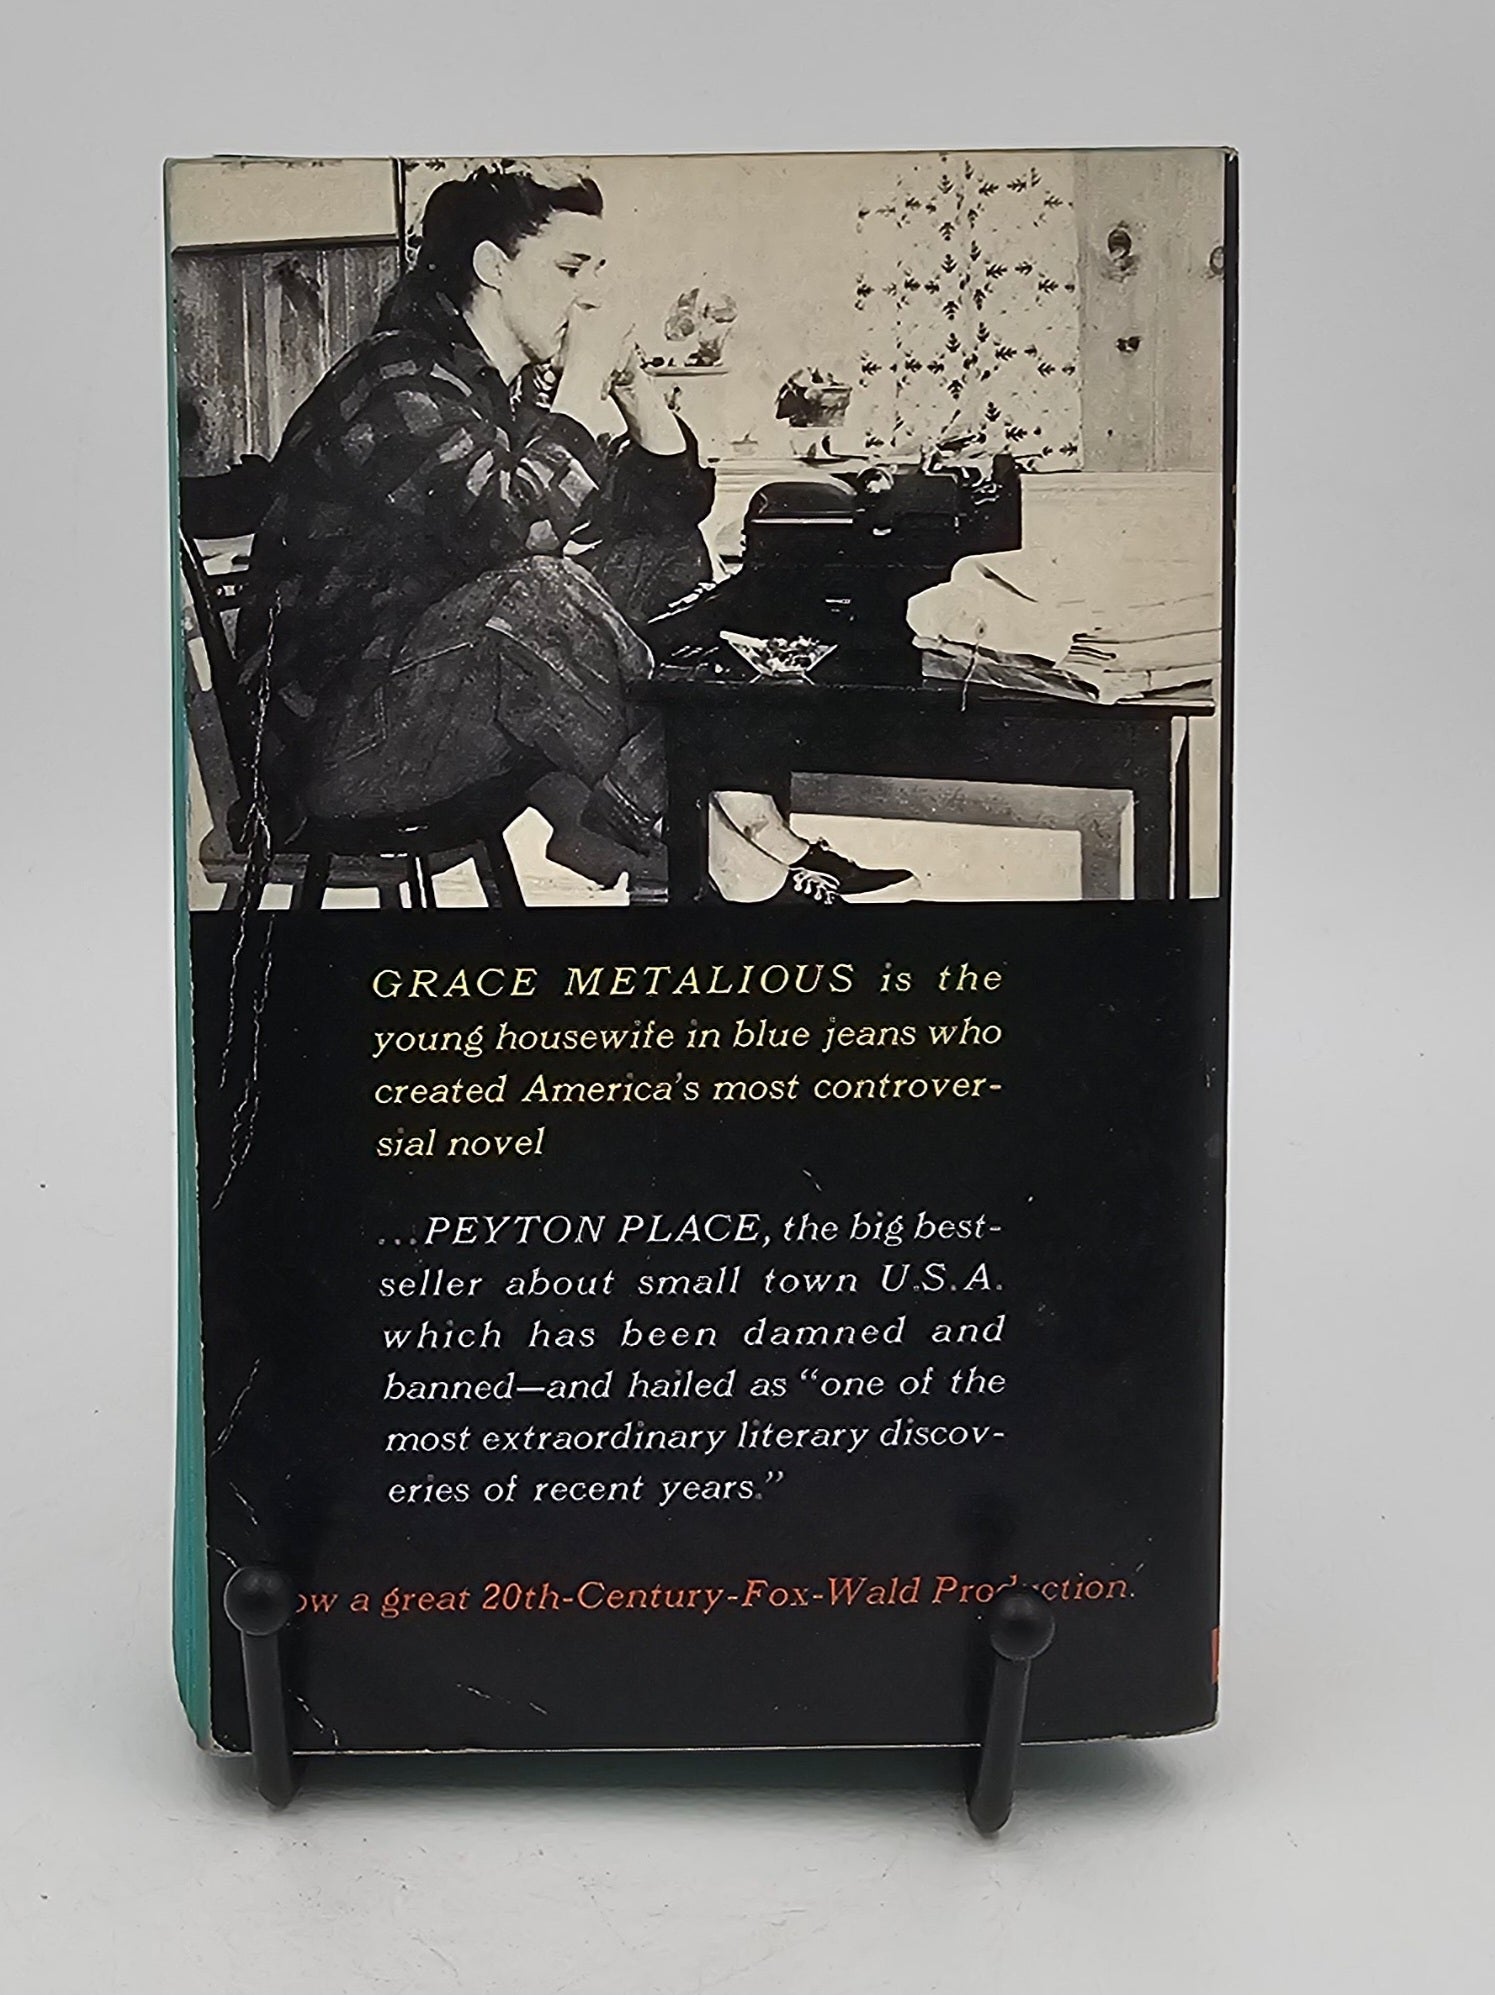 GRACE METALIOUS is the
young housewife in blue jeans who
created America's most controver-
sial novel
...PEYTON PLACE, the big best-
seller about small town U.S.A.
which has been damned and
banned—and hailed as “one of the
most extraordinary literary discov-
eries of recent years.”
a great 20th-Century-Fox-Wald Production.